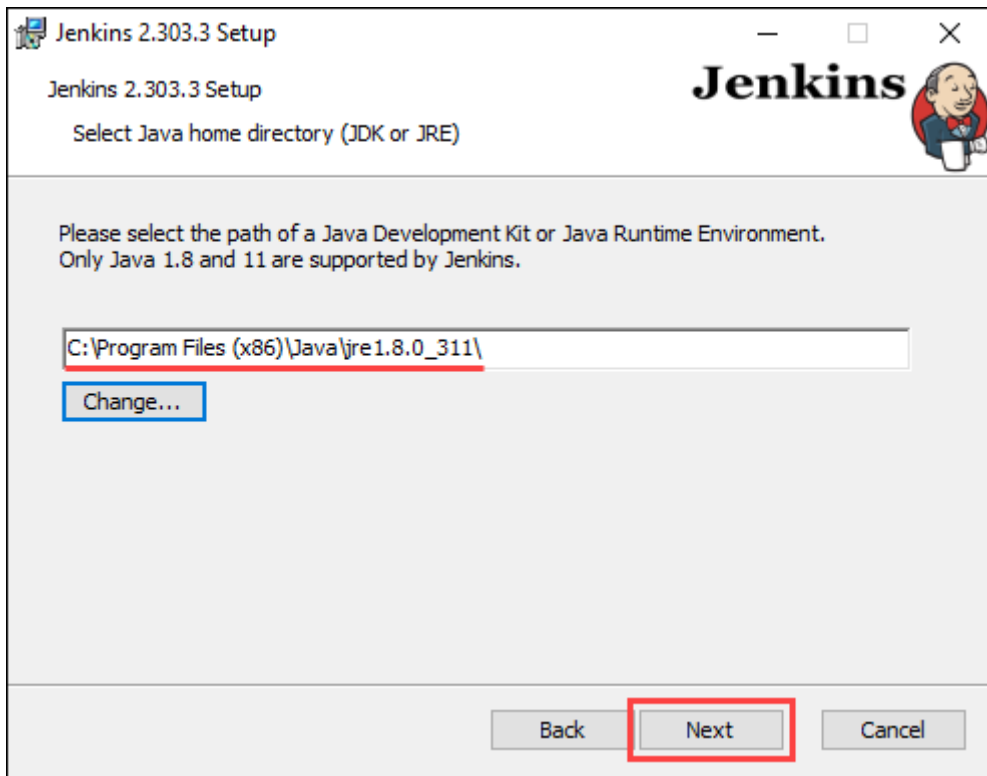 Jenkins 2.303.3 Setup
Jenkins 2.303.3 Setup
Jenkins
Select Java home directory (JDK or JRE)
Please select the path of a Java Development Kit or Java Runtime Environment.
Only Java 1.8 and 11 are supported by Jenkins.
C:\Program Files (x86)\Java\jre1.8.0_311\
Change...
Back
Next
Cancel